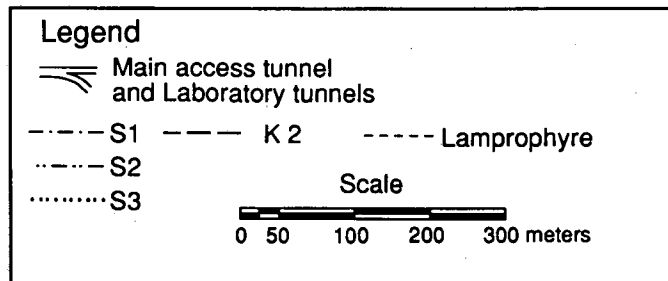 Legend
Main access tunnel
and Laboratory tunnels
S1 K 2 Lamprophyre
S2
S3
Scale
0 50 100 200 300 meters